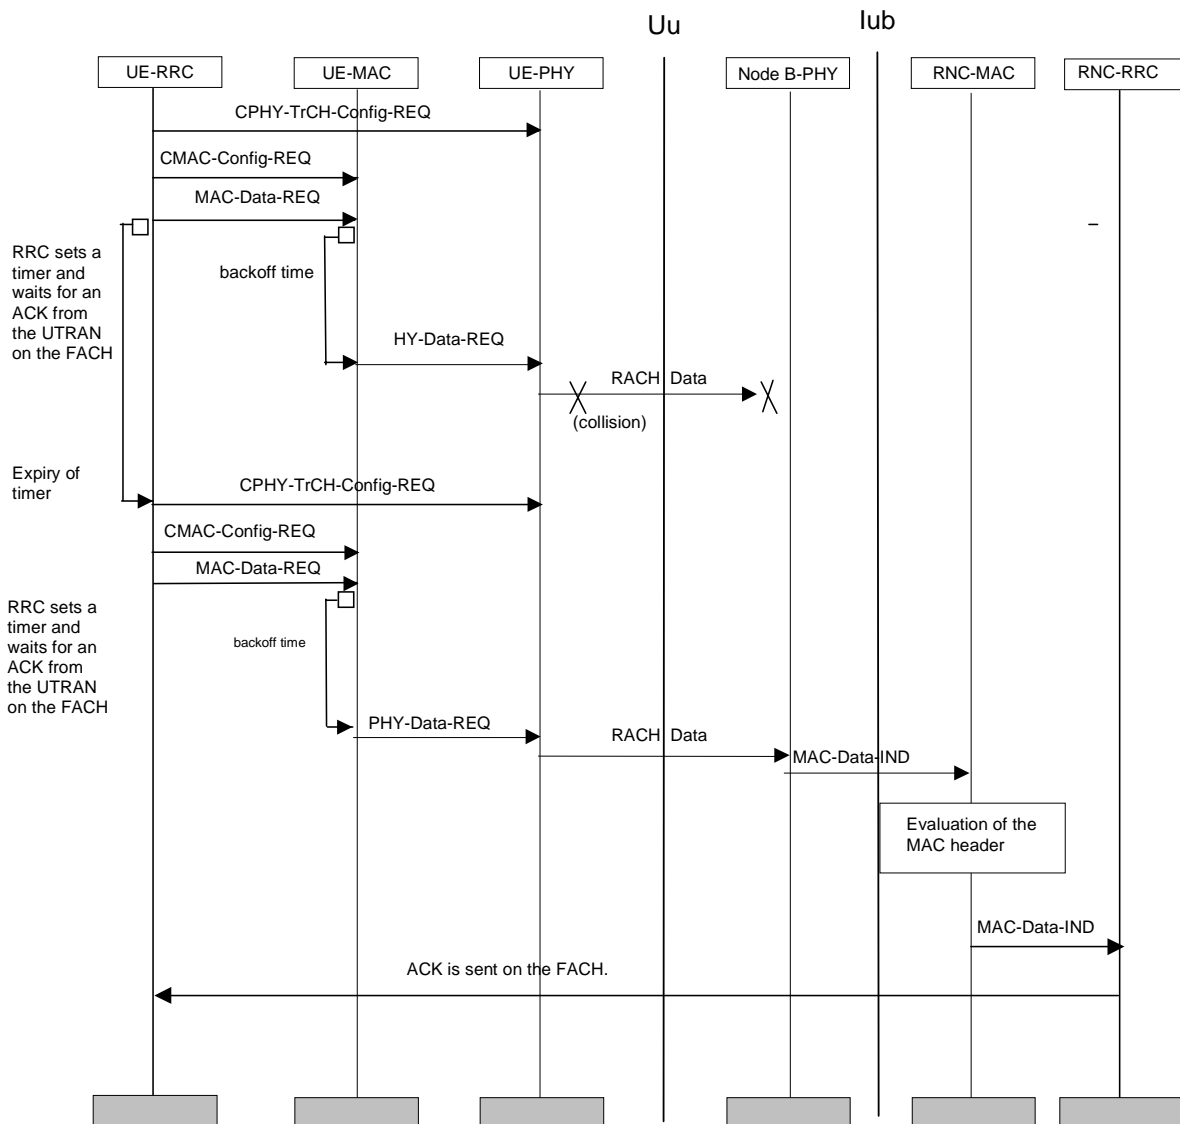 Uu
Iub
UE-RRC
UE-MAC
UE-PHY
Node B-PHY
RNC-MAC
RNC-RRC
CPHY-TrCH-Config-REQ
CMAC-Config-REQ
MAC-Data-REQ
RRC sets a
timer and
waits for an
ACK from
the UTRAN
on the FACH
backoff time
HY-Data-REQ
RACH Data
(collision)
Expiry of
timer
CPHY-TrCH-Config-REQ
CMAC-Config-REQ
MAC-Data-REQ
RRC sets a
timer and
waits for an
ACK from
the UTRAN
on the FACH
backoff time
PHY-Data-REQ
RACH Data
MAC-Data-IND
Evaluation of the
MAC header
MAC-Data-IND
ACK is sent on the FACH.